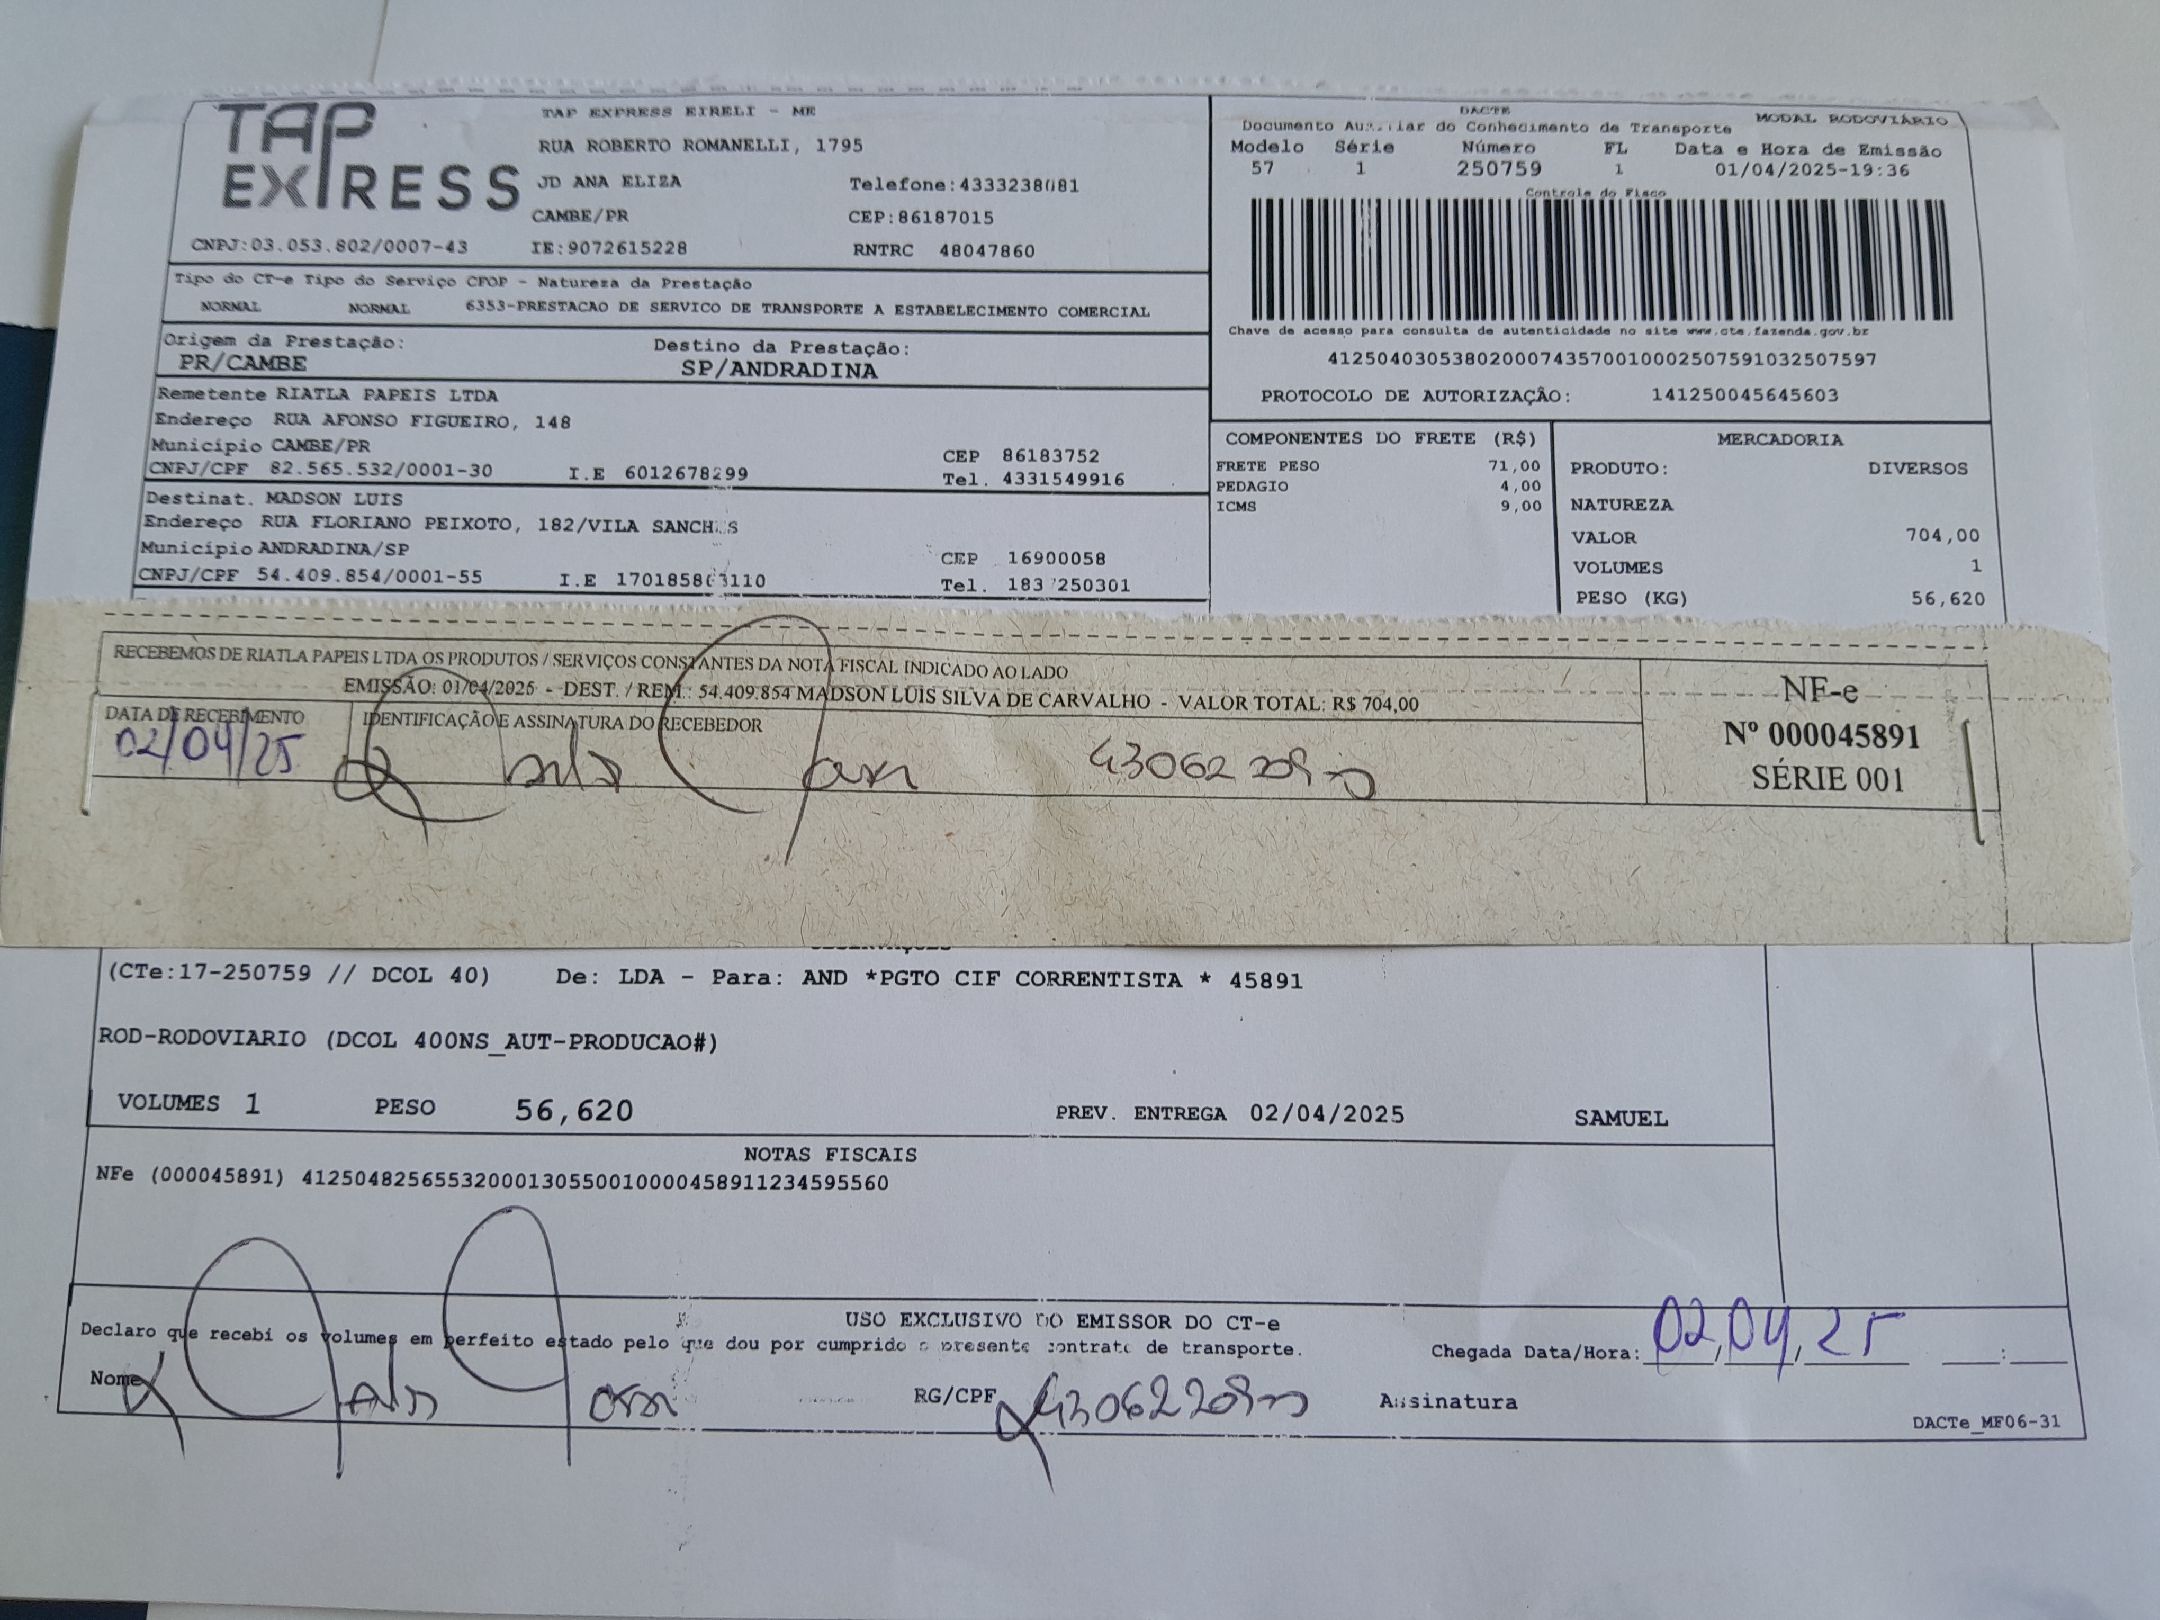 TAP EXPRESS
TAP EXPRESS EIRELI - ME
RUA ROBERTO ROMANELLI, 1795
JD ANA ELIZA Telefone:4333238081
CAMBE/PR CEP:86187015
CNPJ:03.053.802/0007-43 IE:9072615228 RNTRC 48047860
DACTE MODAL RODOVIÁRIO
Documento Auxiliar do Conhecimento de Transporte
Modelo Série Número FL Data e Hora de Emissão
57 1 250759 1 01/04/2025-19:36
Controle do Fisco
Chave de acesso para consulta de autenticidade no site www.cte.fazenda.gov.br
41250403053802000743570010002507591032507597
PROTOCOLO DE AUTORIZAÇÃO: 141250045645603
Tipo do CT-e Tipo do Serviço CFOP - Natureza da Prestação
NORMAL NORMAL 6353-PRESTACAO DE SERVICO DE TRANSPORTE A ESTABELECIMENTO COMERCIAL
Origem da Prestação: Destino da Prestação:
PR/CAMBE SP/ANDRADINA
Remetente RIATLA PAPEIS LTDA
Endereço RUA AFONSO FIGUEIRO, 148
Município CAMBE/PR CEP 86183752
CNPJ/CPF 82.565.532/0001-30 I.E 6012678299 Tel. 4331549916
Destinat. MADSON LUIS
Endereço RUA FLORIANO PEIXOTO, 182/VILA SANCHES
Município ANDRADINA/SP CEP 16900058
CNPJ/CPF 54.409.854/0001-55 I.E Tel.
COMPONENTES DO FRETE (R$)
FRETE PESO 71,00
PEDAGIO 4,00
ICMS 9,00
MERCADORIA
PRODUTO: DIVERSOS
NATUREZA
VALOR 704,00
VOLUMES 1
PESO (KG) 56,620
RECEBEMOS DE RIATLA PAPEIS LTDA OS PRODUTOS / SERVIÇOS CONSTANTES DA NOTA FISCAL INDICADO AO LADO
EMISSÃO: 01/04/2025 - DEST. / REM.: 54.409.854 MADSON LUIS SILVA DE CARVALHO - VALOR TOTAL: R$ 704,00
DATA DE RECEBIMENTO IDENTIFICAÇÃO E ASSINATURA DO RECEBEDOR
02/04/25
NF-e
Nº 000045891
SÉRIE 001
(CTe:17-250759 // DCOL 40) De: LDA - Para: AND *PGTO CIF CORRENTISTA * 45891
ROD-RODOVIARIO (DCOL 400NS_AUT-PRODUCAO#)
VOLUMES 1 PESO 56,620 PREV. ENTREGA 02/04/2025 SAMUEL
NOTAS FISCAIS
NFe (000045891) 41250482565532000130550010000458911234595560
USO EXCLUSIVO DO EMISSOR DO CT-e
Declaro que recebi os volumes em perfeito estado pelo que dou por cumprido o presente contrato de transporte.
Chegada Data/Hora: 02,04,25 :
Nome RG/CPF Assinatura
DACTe_MF06-31